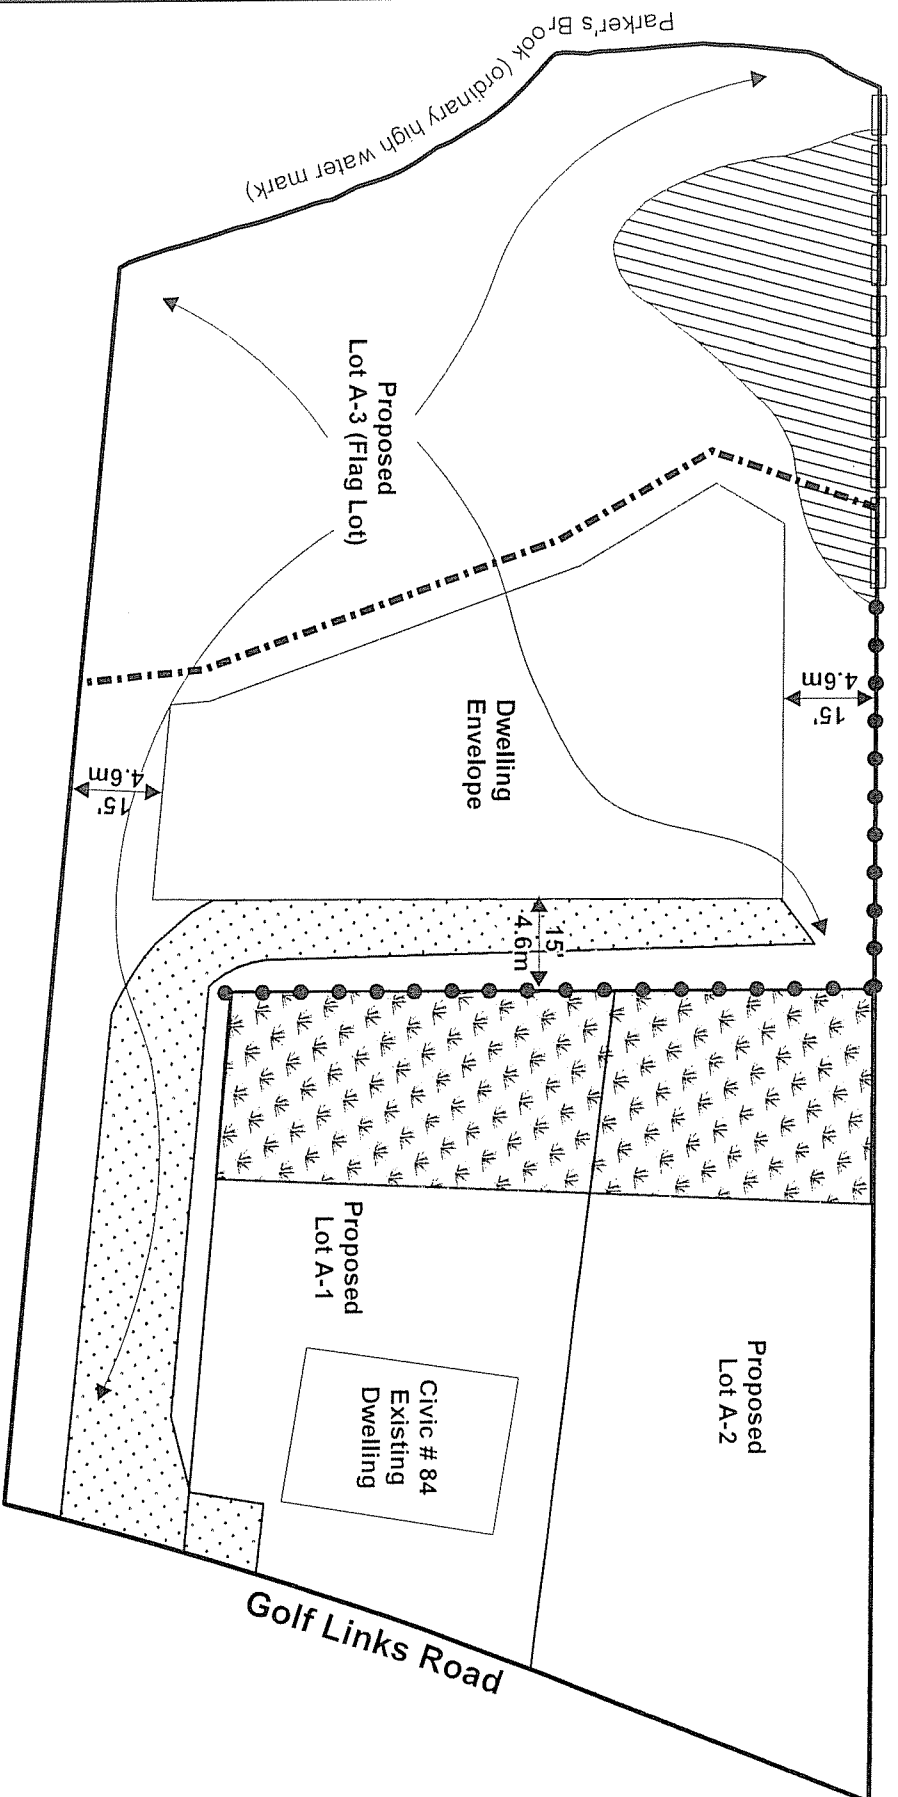 Parker's Brook (ordinary high water mark)
Proposed
Lot A-3 (Flag Lot)
15'
4.6m
Dwelling
Envelope
15'
4.6m
15'
4.6m
Proposed
Lot A-1
Proposed
Lot A-2
Civic # 84
Existing
Dwelling
Golf Links Road